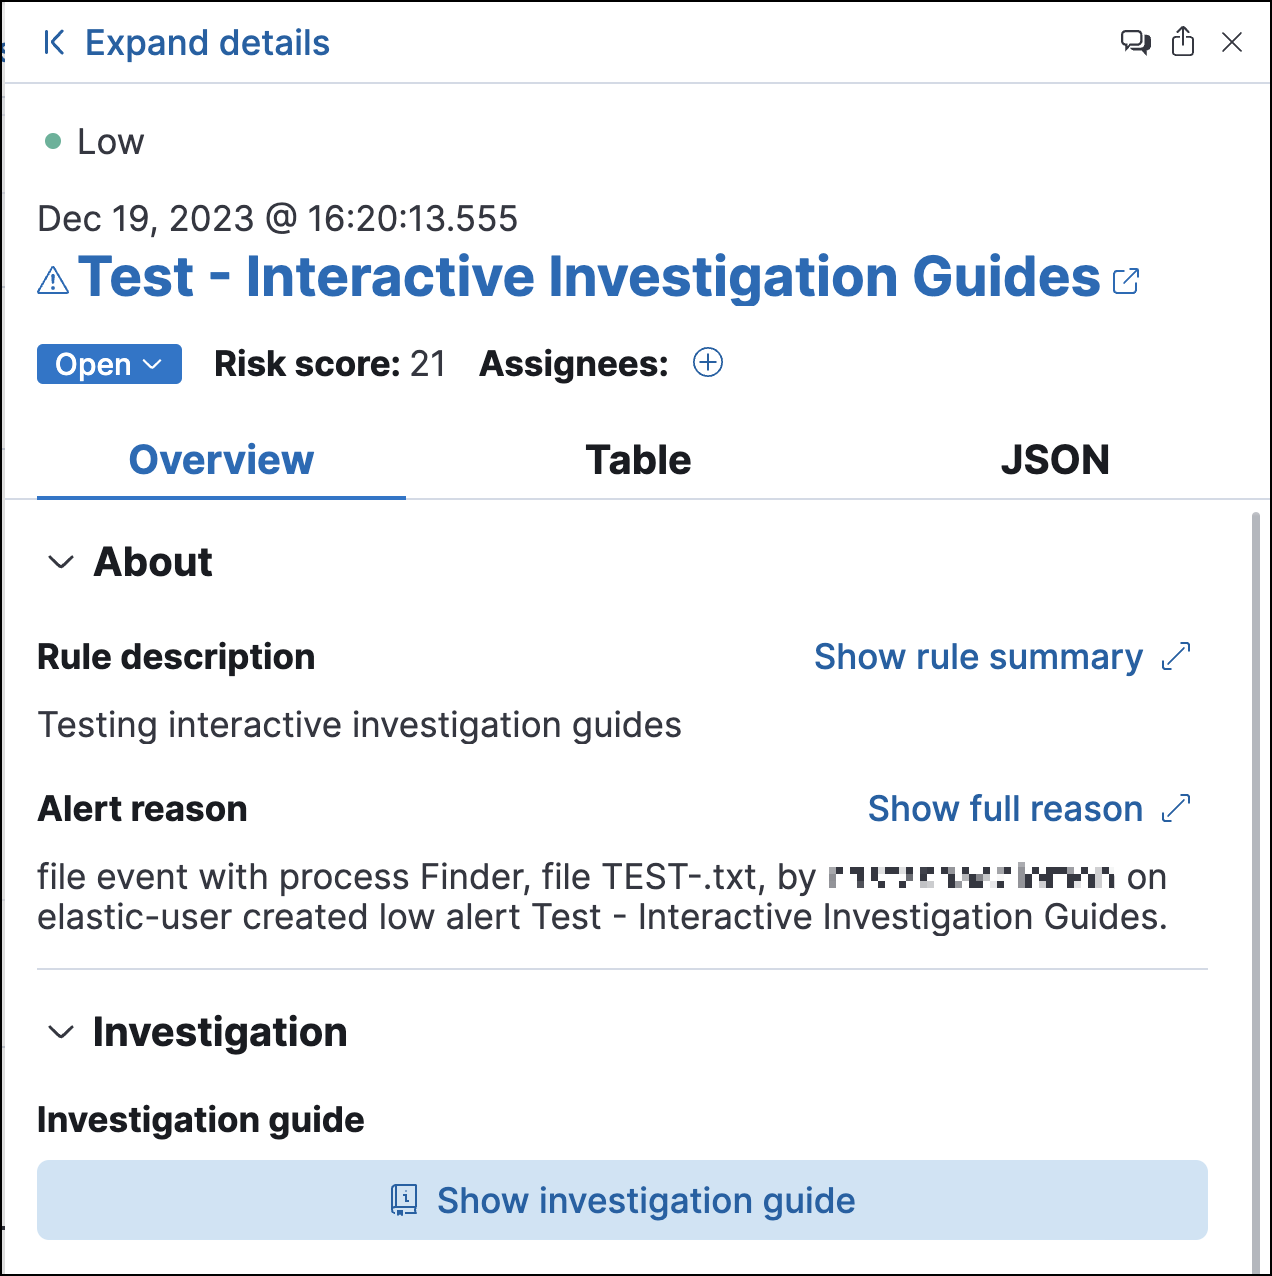 Expand details
Low
Dec 19, 2023 @ 16:20:13.555
Test - Interactive Investigation Guides
Open Risk score: 21 Assignees:
Overview Table JSON
About
Rule description Show rule summary
Testing interactive investigation guides
Alert reason Show full reason
file event with process Finder, file TEST-.txt, by on
elastic-user created low alert Test - Interactive Investigation Guides.
Investigation
Investigation guide
Show investigation guide